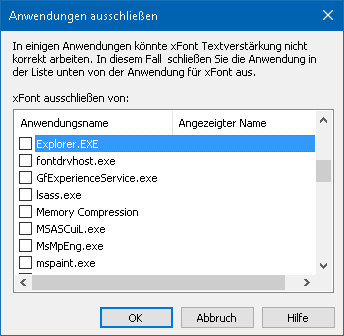 Anwendungen ausschließen
In einigen Anwendungen könnte xFont Textverstärkung nicht
korrekt arbeiten. In diesem Fall  schließen Sie die Anwendung in
der Liste unten von der Anwendung für xFont aus.
xFont ausschließen von:
Anwendungsname Angezeigter Name
Explorer.EXE
fontdrvhost.exe
GfExperienceService.exe
lsass.exe
Memory Compression
MSASCuiL.exe
MsMpEng.exe
mspaint.exe
OK Abbruch Hilfe